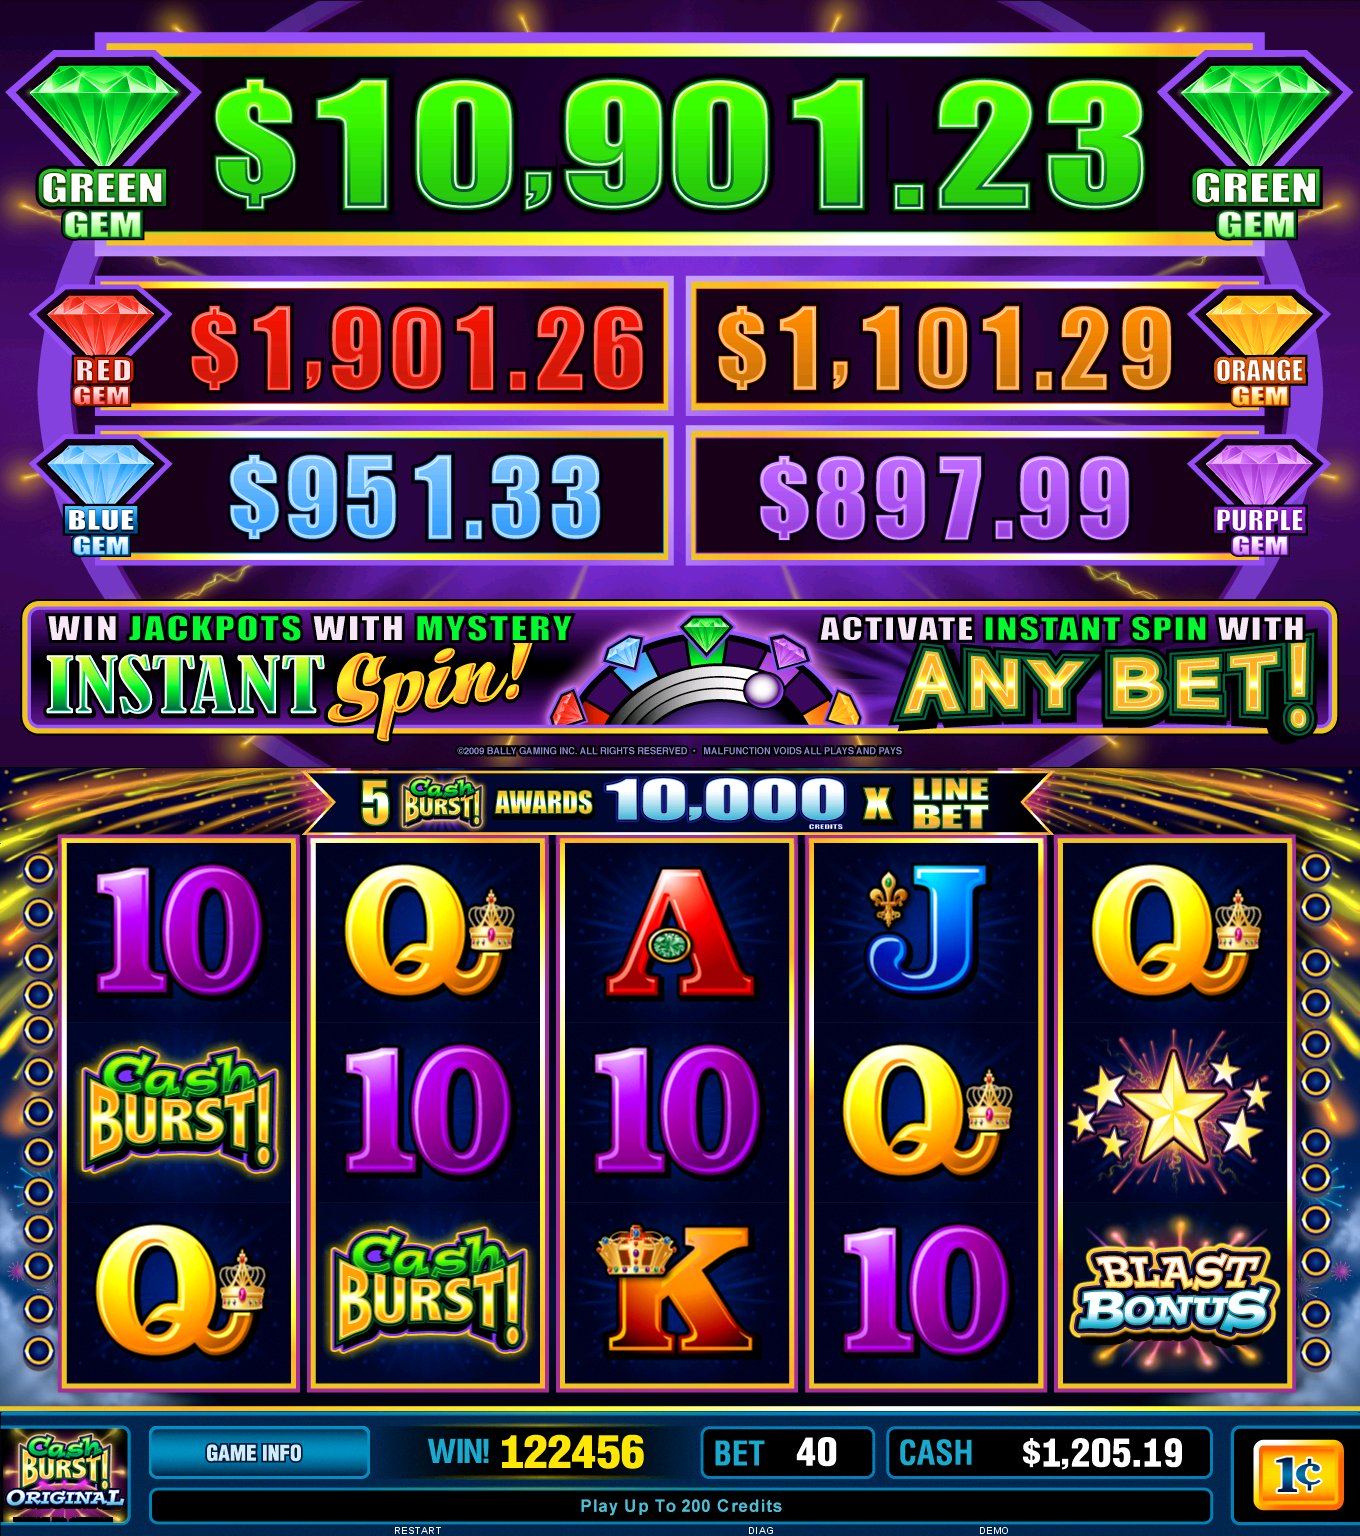 $10,901.23
GREEN GEM
GREEN GEM
RED GEM
$1,901.26
$1,101.29
ORANGE GEM
BLUE GEM
$951.33
$897.99
PURPLE GEM
WIN JACKPOTS WITH MYSTERY
INSTANT Spin!
ACTIVATE INSTANT SPIN WITH
ANY BET!
©2009 BALLY GAMING INC. ALL RIGHTS RESERVED • MALFUNCTION VOIDS ALL PLAYS AND PAYS
5 Cash BURST! AWARDS 10,000 CREDITS X LINE BET
10 Q A J Q
Cash BURST! 10 10 Q
Q Cash BURST! K 10 BLAST BONUS
Cash BURST! ORIGINAL
GAME INFO
WIN! 122456
BET 40
CASH $1,205.19
1¢
Play Up To 200 Credits
RESTART DIAG DEMO